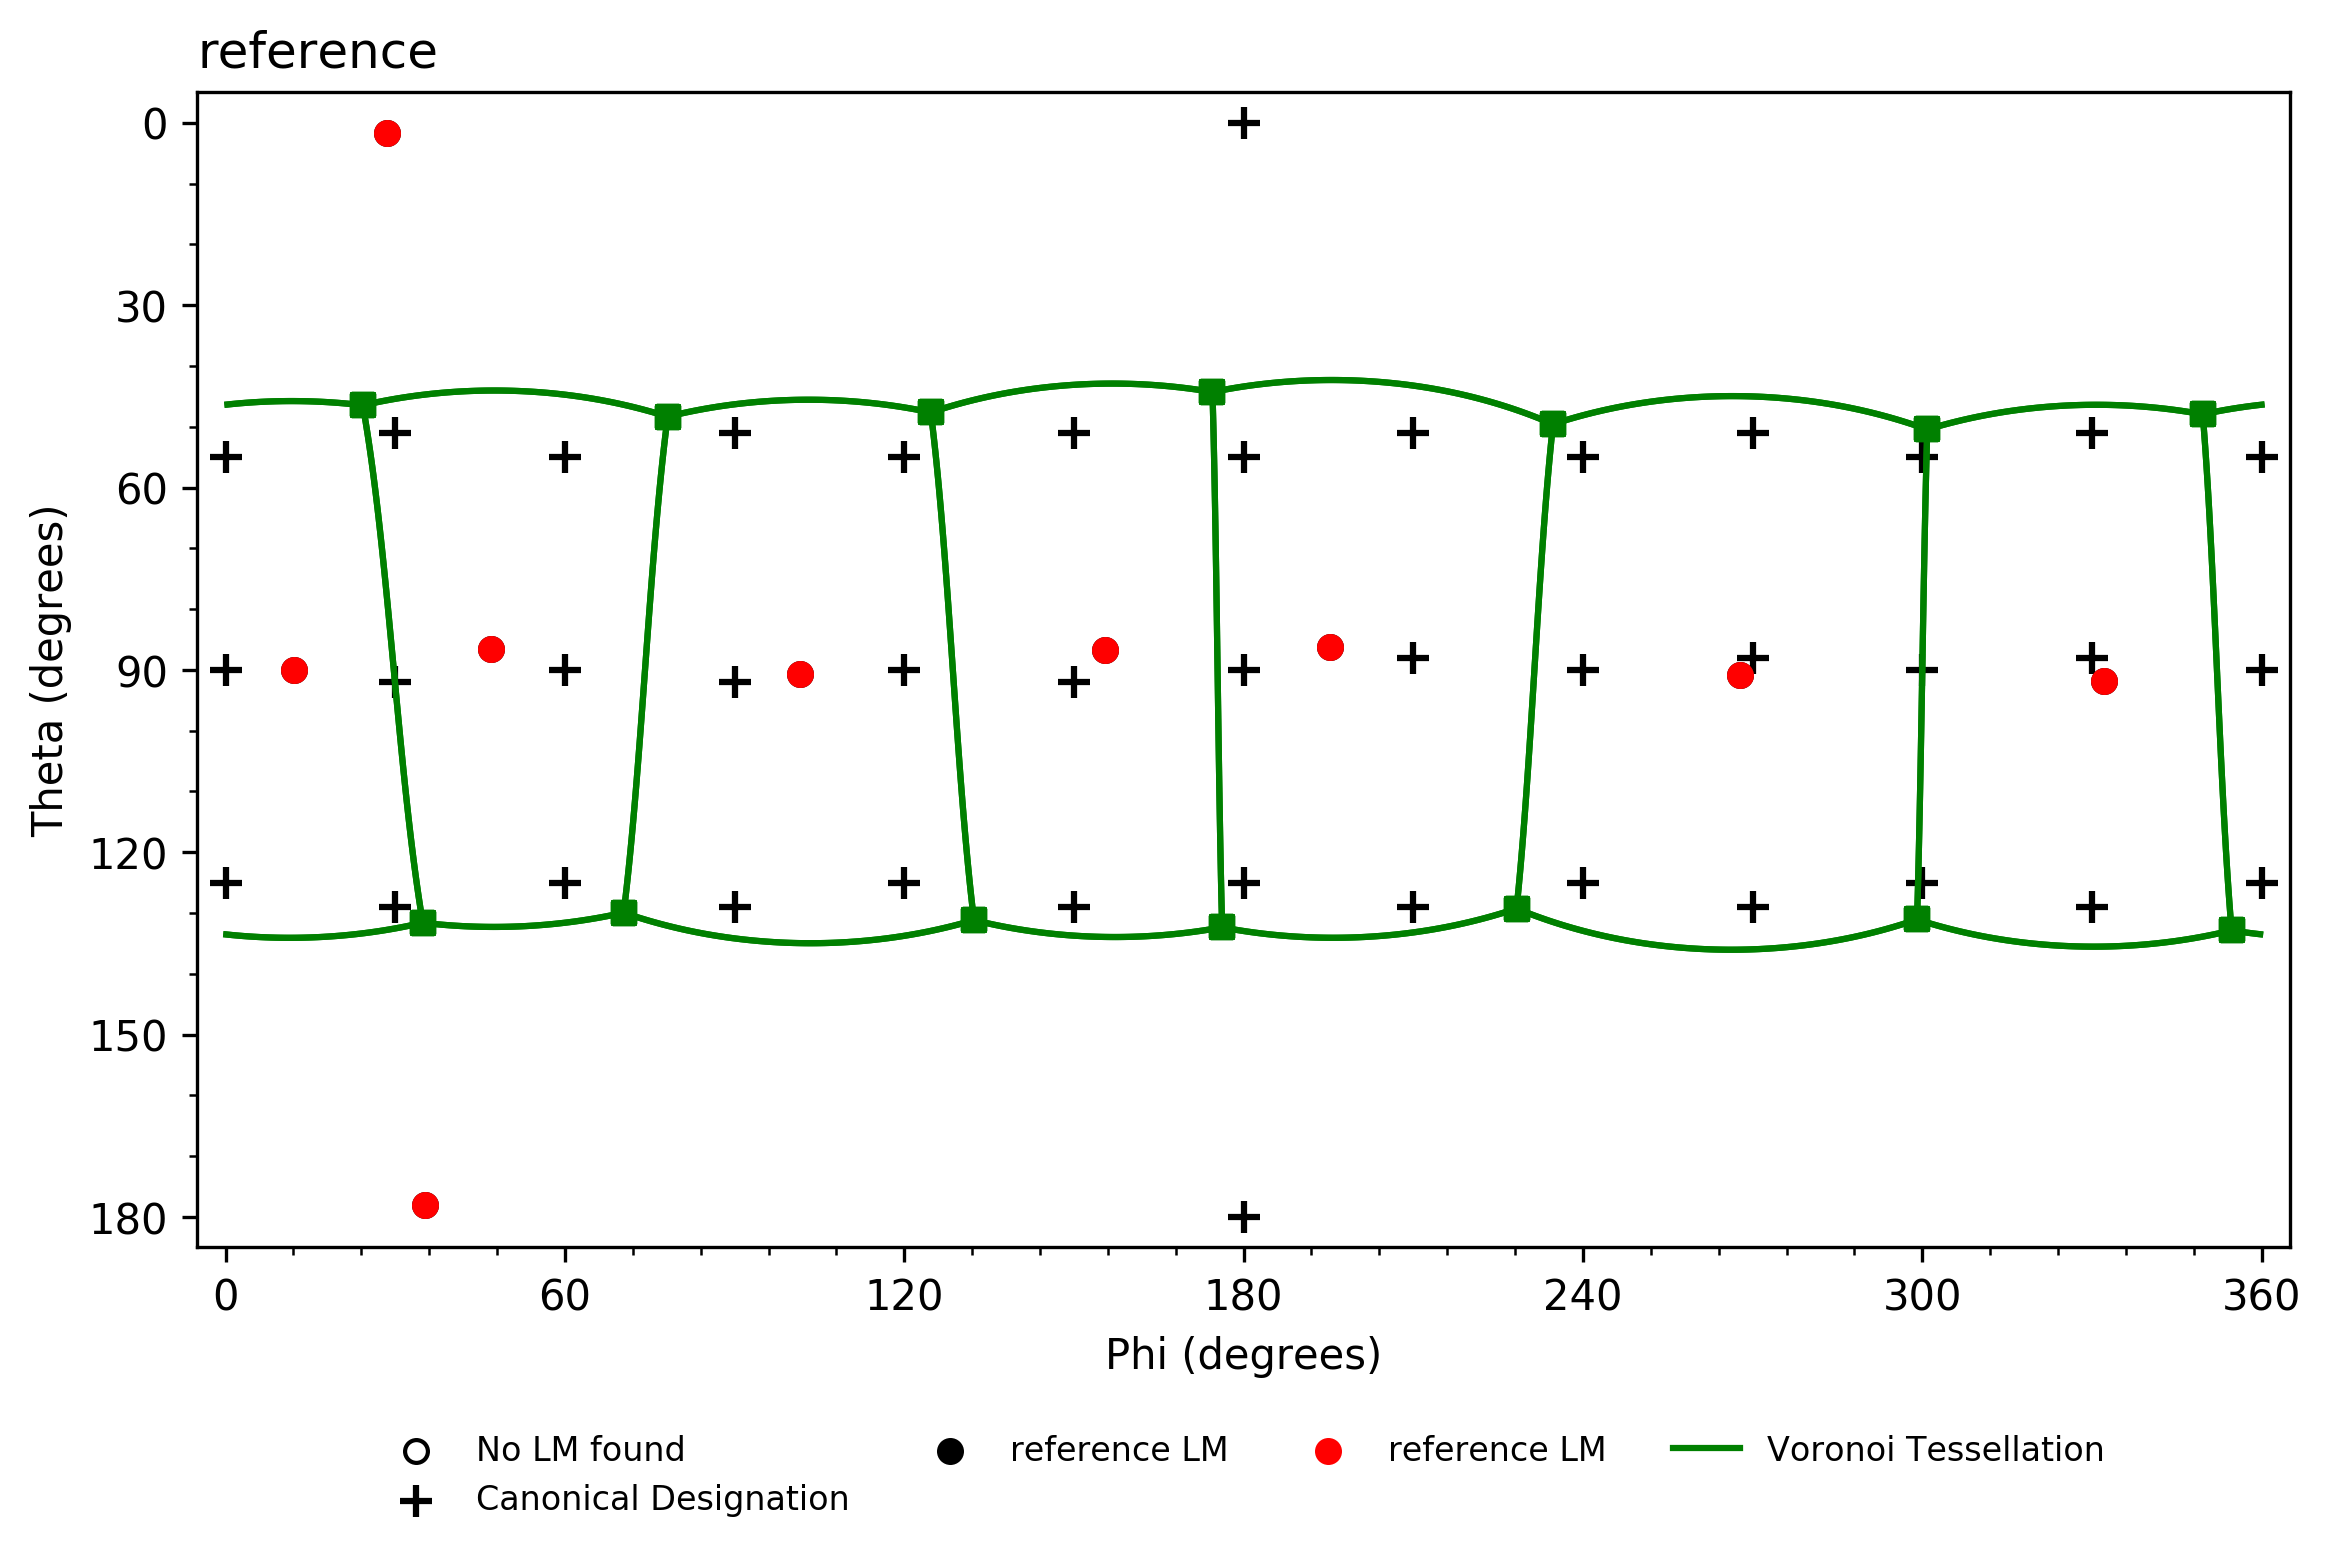 reference
0
30
60
90
120
150
180
Theta (degrees)
0 60 120 180 240 300 360
Phi (degrees)
No LM found reference LM reference LM Voronoi Tessellation
Canonical Designation